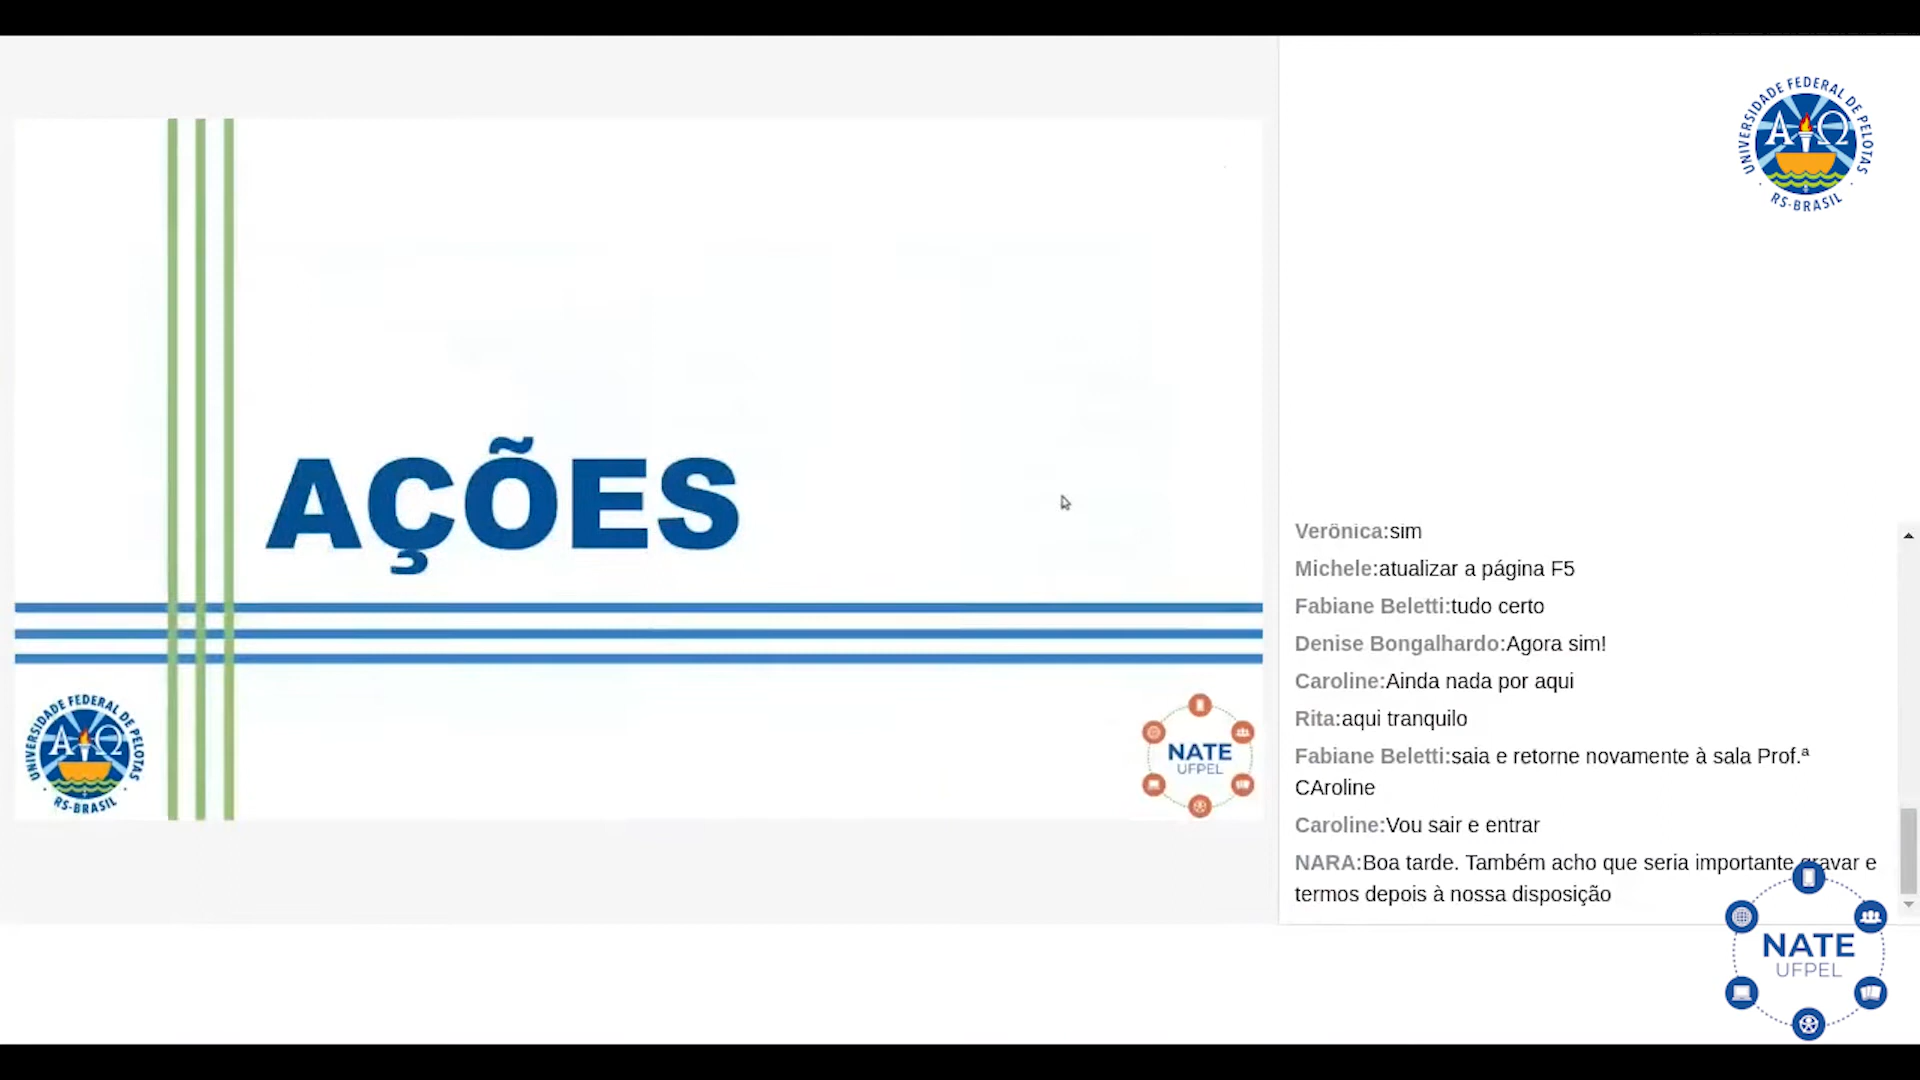 AÇÕES
UNIVERSIDADE FEDERAL DE PELOTAS
RS-BRASIL
ΑΩ
NATE
UFPEL
UNIVERSIDADE FEDERAL DE PELOTAS
ΑΩ
RS-BRASIL
Verônica:sim
Michele:atualizar a página F5
Fabiane Beletti:tudo certo
Denise Bongalhardo:Agora sim!
Caroline:Ainda nada por aqui
Rita:aqui tranquilo
Fabiane Beletti:saia e retorne novamente à sala Prof.ª
CAroline
Caroline:Vou sair e entrar
NARA:Boa tarde. Também acho que seria importante gravar e
termos depois à nossa disposição
NATE
UFPEL